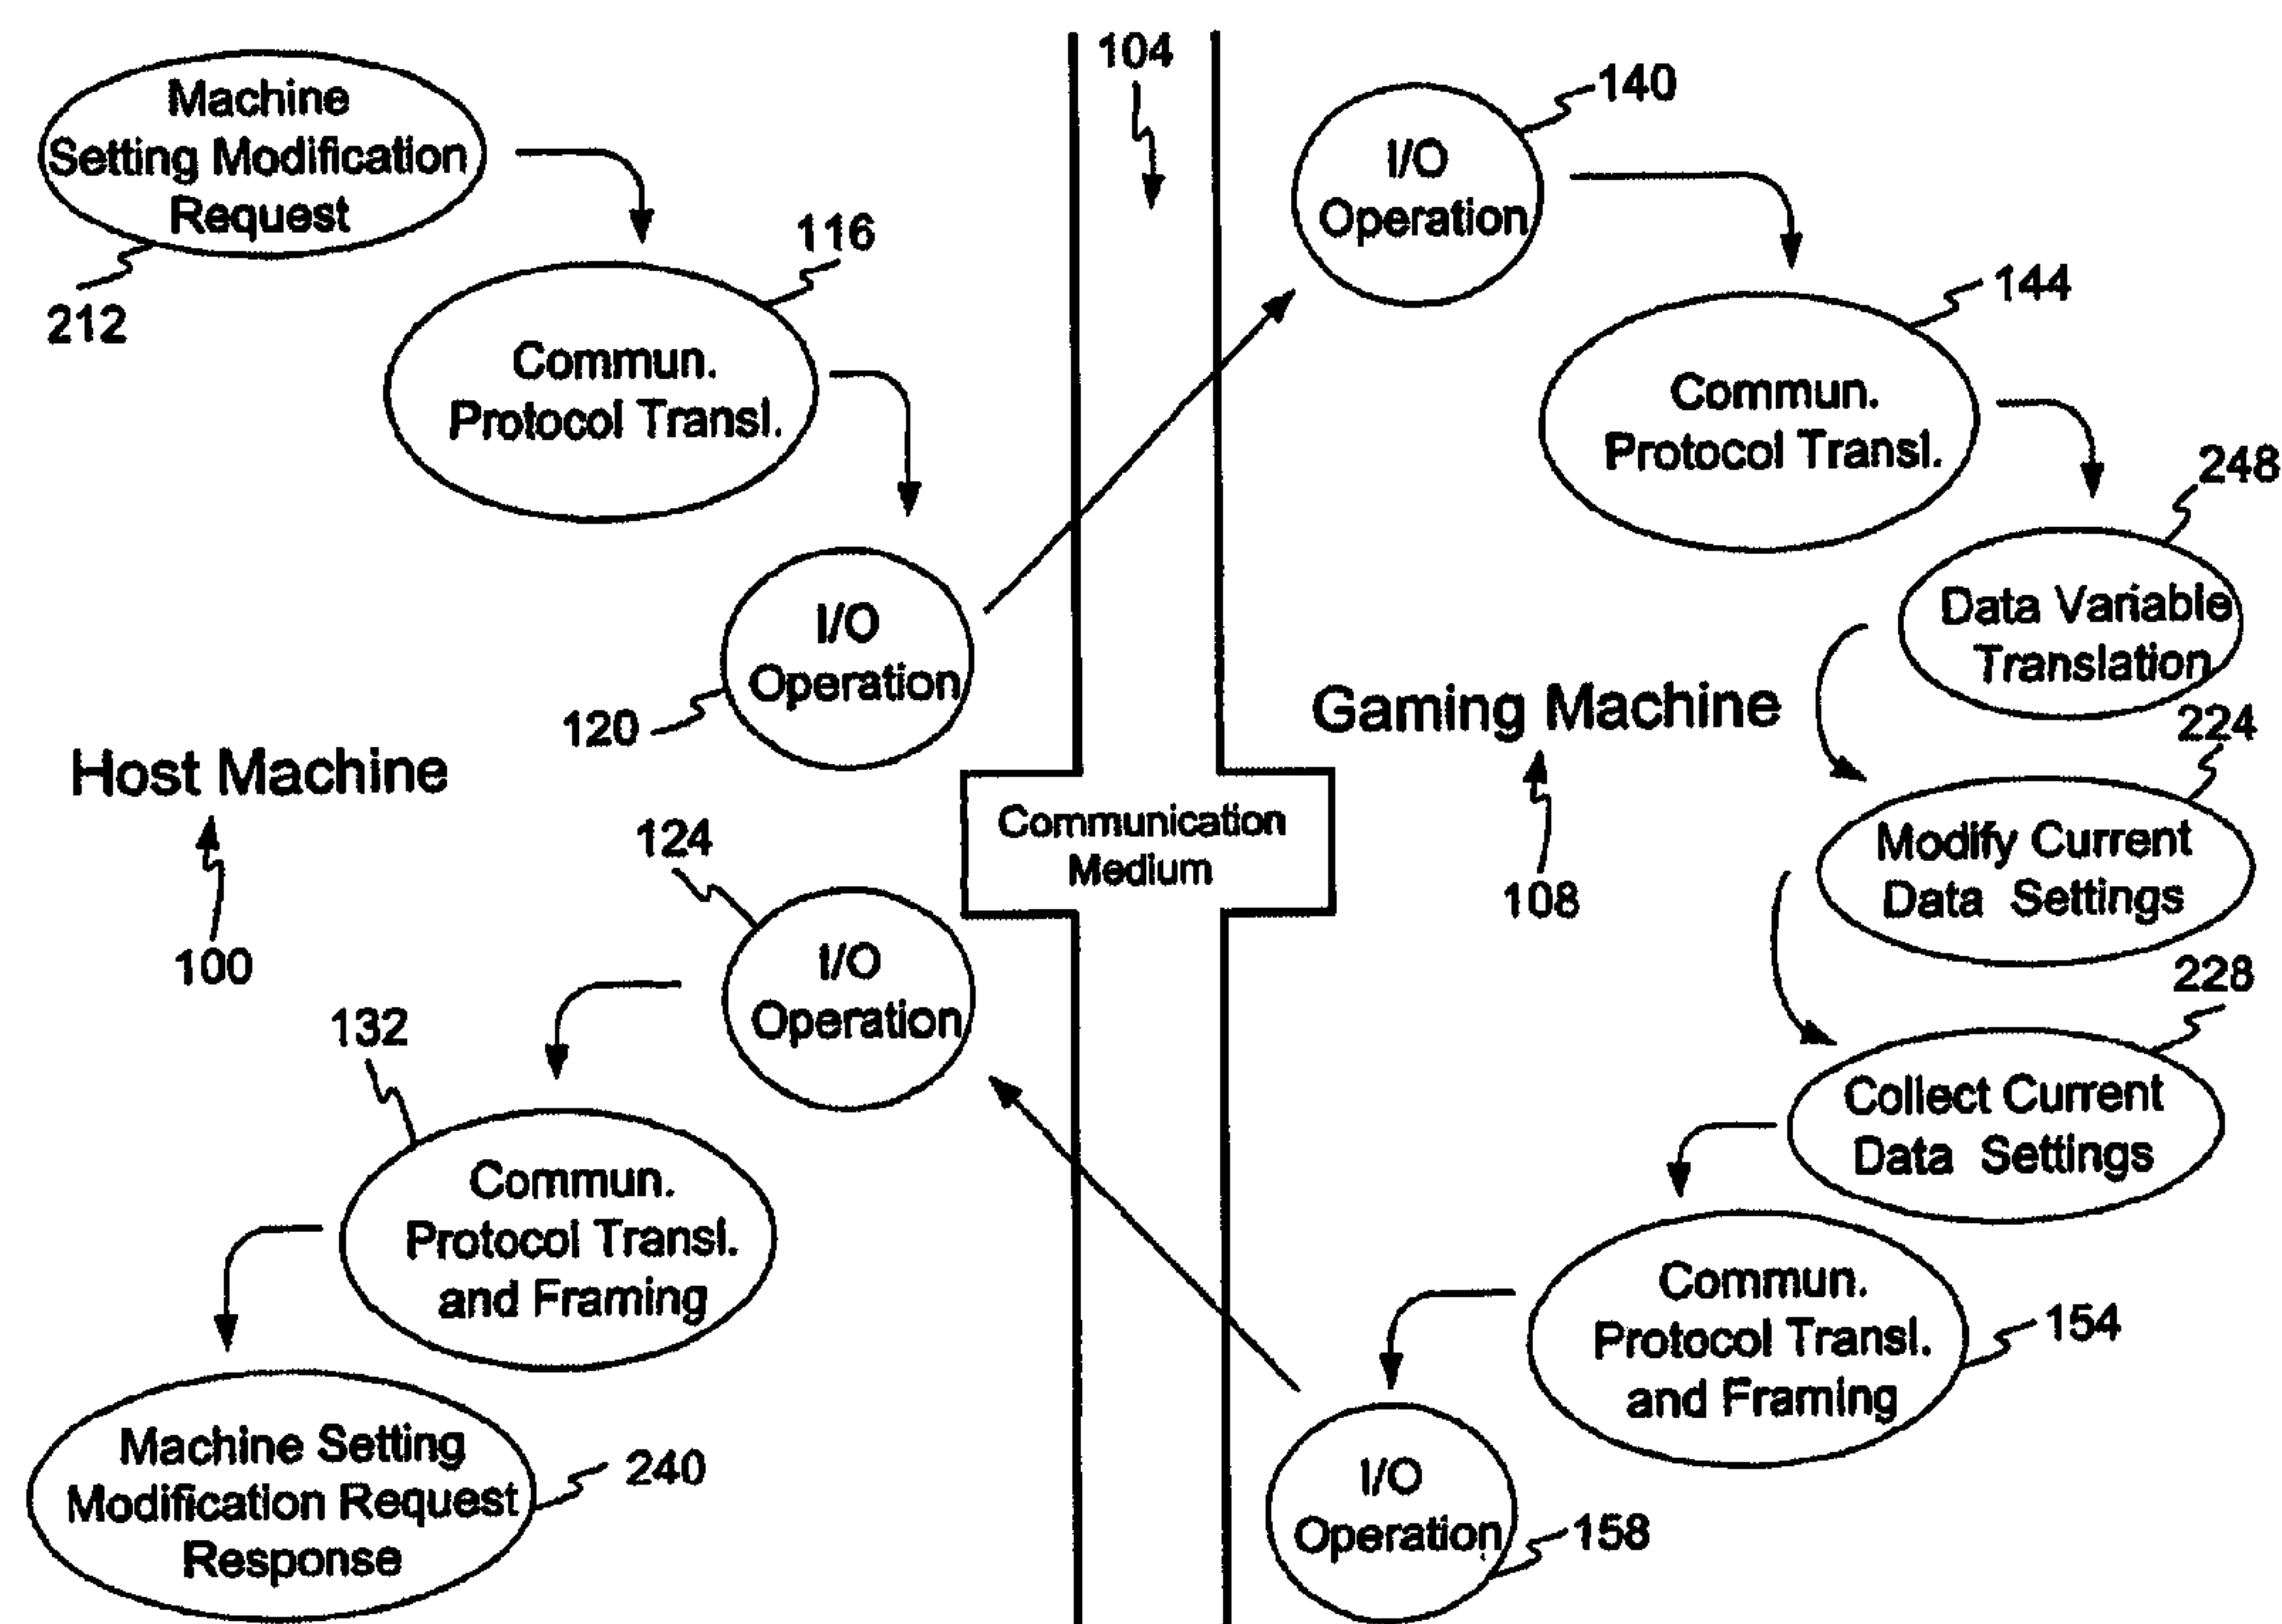 Machine
Setting Modification
Request
212
116
Commun.
Protocol Transl.
I/O
Operation
120
Host Machine
100
124
I/O
Operation
132
Commun.
Protocol Transl.
and Framing
Machine Setting
Modification Request
Response
240
104
Communication
Medium
140
I/O
Operation
144
Commun.
Protocol Transl.
248
Data Variable
Translation
Gaming Machine
108
224
Modify Current
Data Settings
228
Collect Current
Data Settings
Commun.
Protocol Transl.
and Framing
154
I/O
Operation
158